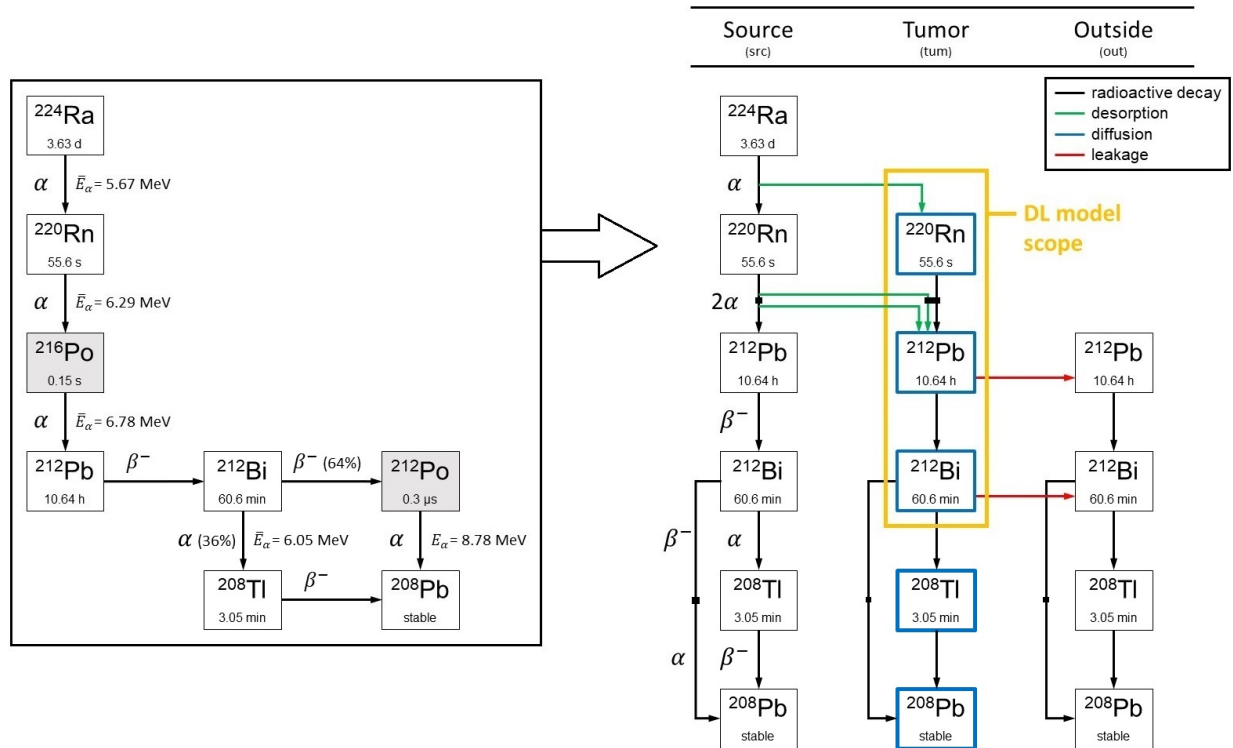 Source Tumor Outside
(src) (tum) (out)
radioactive decay
desorption
diffusion
leakage
²²⁴Ra
3.63 d
α Ēα= 5.67 MeV
²²⁰Rn
55.6 s
α Ēα= 6.29 MeV
²¹⁶Po
0.15 s
α Ēα= 6.78 MeV
²¹²Pb
10.64 h
β⁻
²¹²Bi
60.6 min
β⁻ (64%)
²¹²Po
0.3 μs
α (36%) Ēα= 6.05 MeV
α Eα= 8.78 MeV
²⁰⁸Tl
3.05 min
β⁻
²⁰⁸Pb
stable
²²⁴Ra
3.63 d
α
²²⁰Rn
55.6 s
2α
²¹²Pb
10.64 h
β⁻
²¹²Bi
60.6 min
β⁻ α
²⁰⁸Tl
3.05 min
α β⁻
²⁰⁸Pb
stable
²²⁰Rn
55.6 s
DL model
scope
²¹²Pb
10.64 h
²¹²Bi
60.6 min
²⁰⁸Tl
3.05 min
²⁰⁸Pb
stable
²¹²Pb
10.64 h
²¹²Bi
60.6 min
²⁰⁸Tl
3.05 min
²⁰⁸Pb
stable